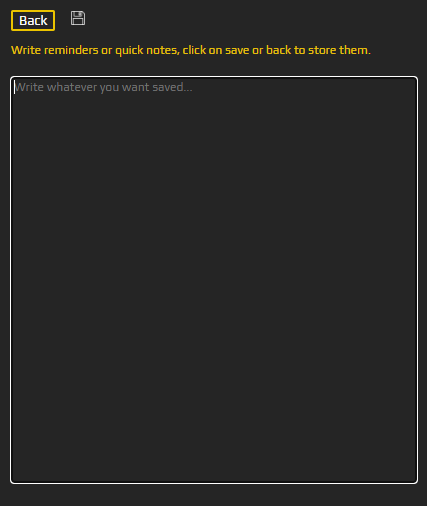 Back
Write reminders or quick notes, click on save or back to store them.
Write whatever you want saved...